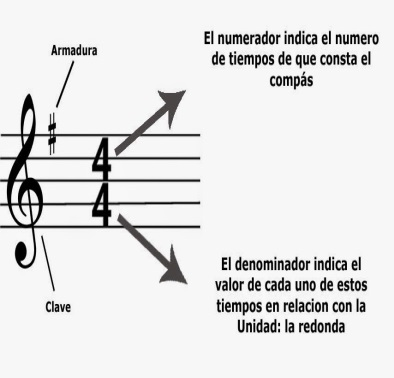 Armadura
El numerador indica el numero
de tiempos de que consta el
compás
4
4
Clave
El denominador indica el
valor de cada uno de estos
tiempos en relacion con la
Unidad: la redonda